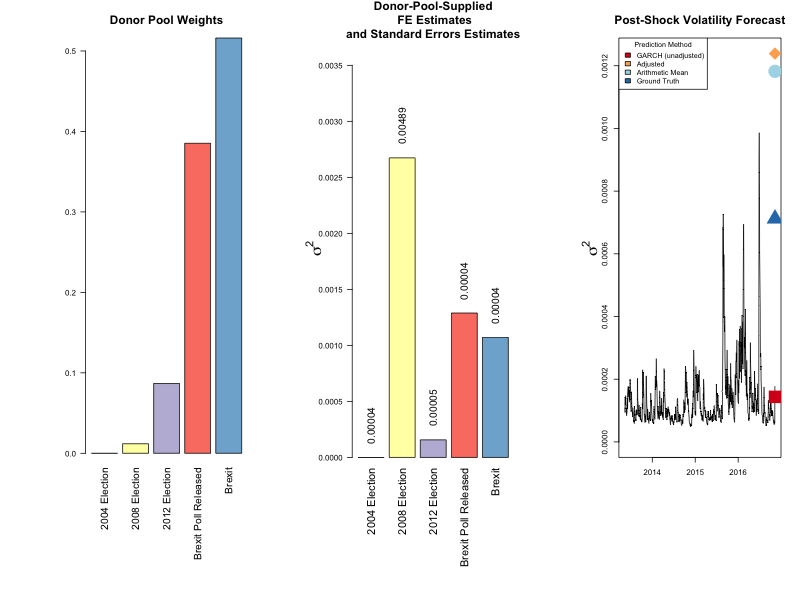 Donor Pool Weights
0.5
0.4
0.3
0.2
0.1
0.0
2004 Election
2008 Election
2012 Election
Brexit Poll Released
Brexit
Donor-Pool-Supplied
FE Estimates
and Standard Errors Estimates
σ2
0.0035
0.0030
0.0025
0.0020
0.0015
0.0010
0.0005
0.0000
0.00004
0.00489
0.00005
0.00004
0.00004
2004 Election
2008 Election
2012 Election
Brexit Poll Released
Brexit
Post-Shock Volatility Forecast
σ2
0.0012
0.0010
0.0008
0.0006
0.0004
0.0002
0.0000
Prediction Method
GARCH (unadjusted)
Adjusted
Arithmetic Mean
Ground Truth
2014
2015
2016